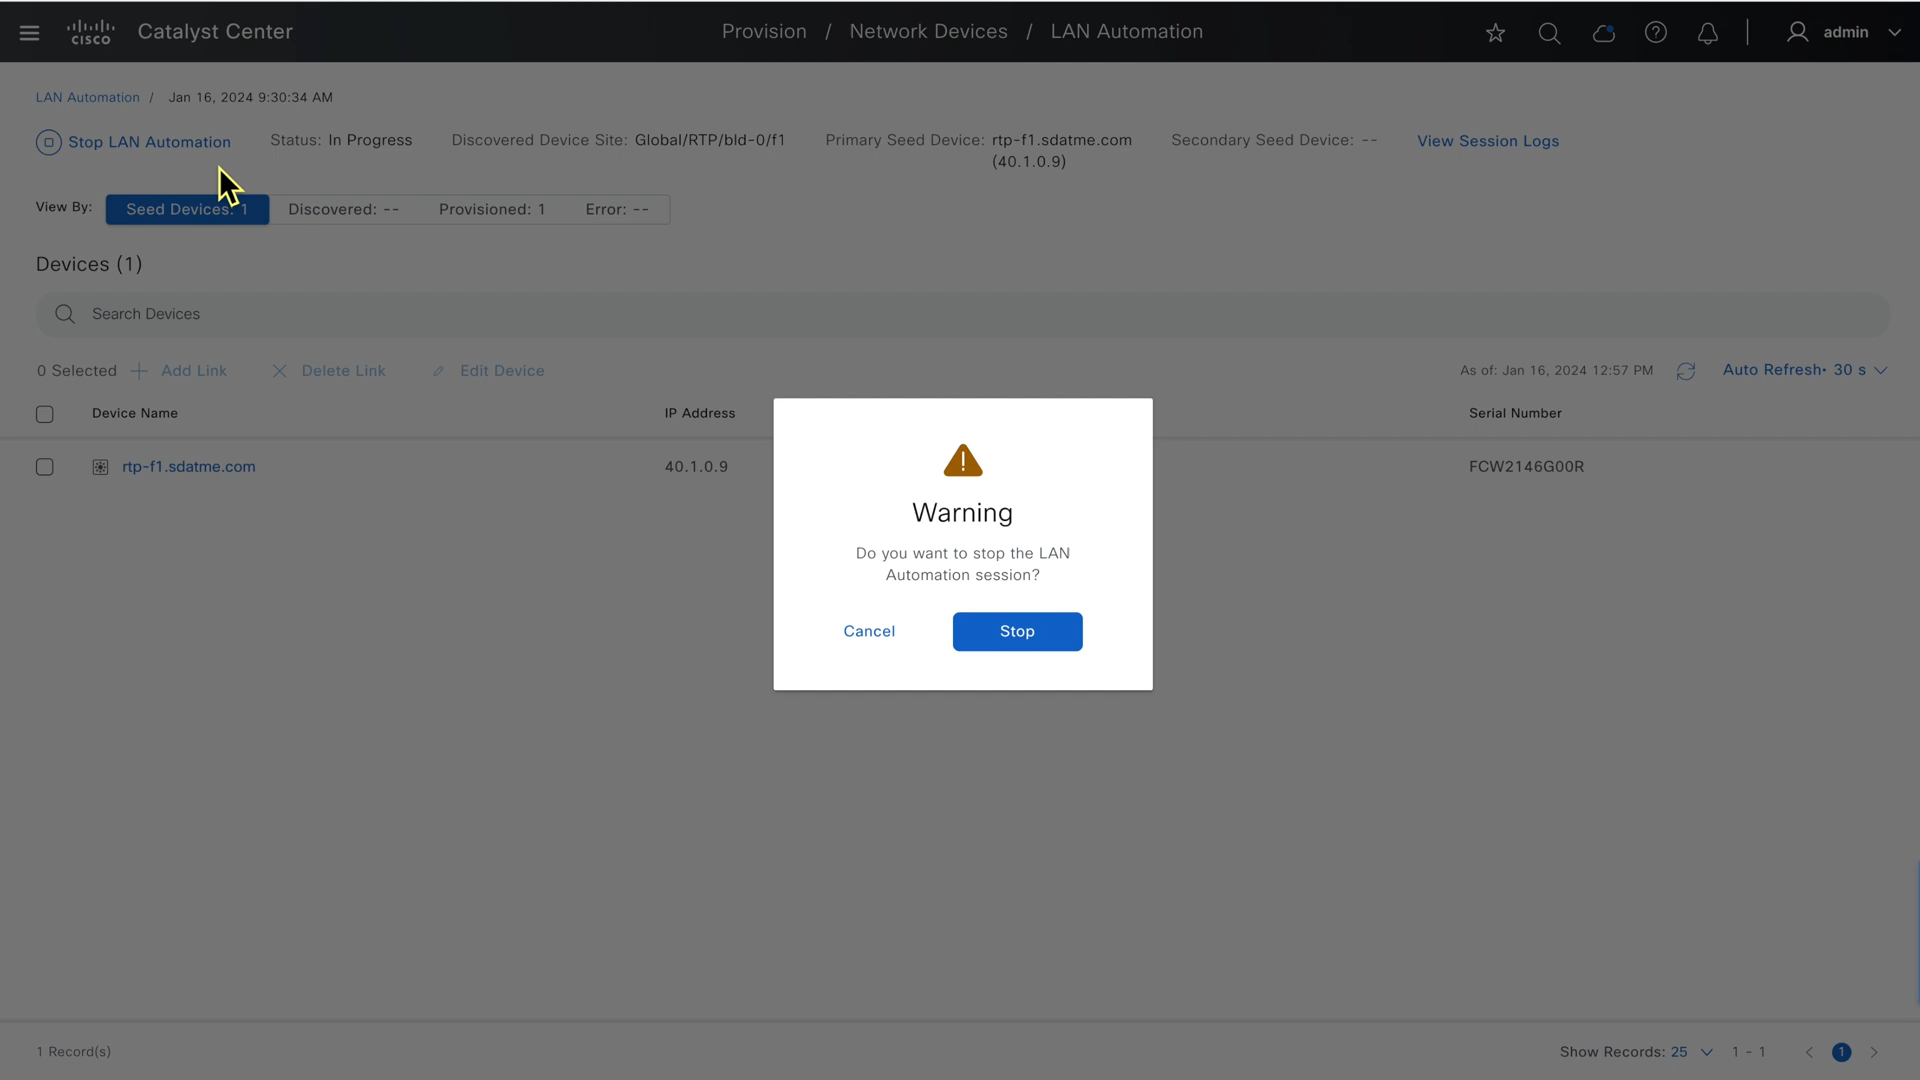 CISCO Catalyst Center Provision / Network Devices / LAN Automation admin
LAN Automation / Jan 16, 2024 9:30:34 AM
Stop LAN Automation Status: In Progress Discovered Device Site: Global/RTP/bld-0/f1 Primary Seed Device: rtp-f1.sdatme.com Secondary Seed Device: -- View Session Logs
(40.1.0.9)
View By: Seed Devices: 1 Discovered: -- Provisioned: 1 Error: --
Devices (1)
Search Devices
0 Selected Add Link Delete Link Edit Device As of: Jan 16, 2024 12:57 PM Auto Refresh• 30 s
Device Name IP Address Serial Number
rtp-f1.sdatme.com 40.1.0.9 FCW2146G00R
Warning
Do you want to stop the LAN
Automation session?
Cancel Stop
1 Record(s) Show Records: 25 1 - 1 < 1 >